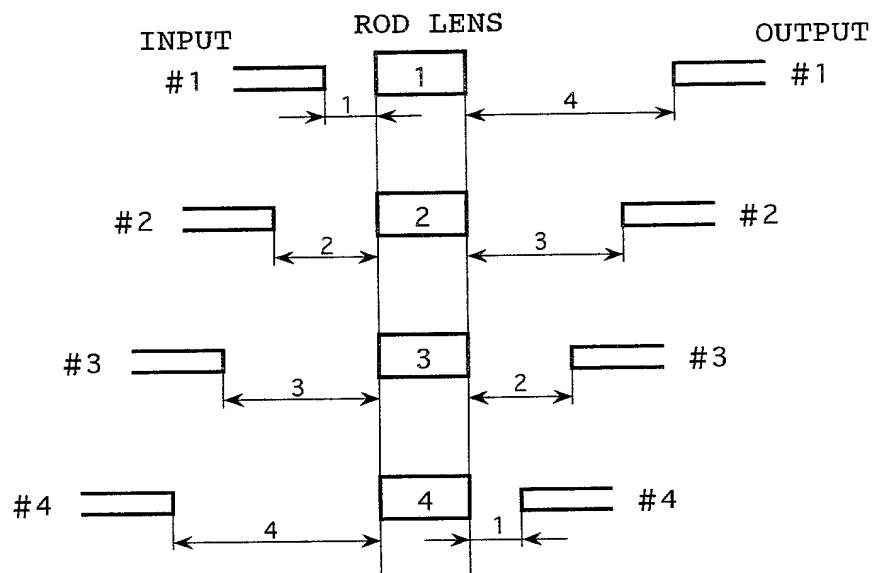 ROD LENS
INPUT OUTPUT
#1 1 #1
1 4
#2 2 #2
2 3
#3 3 #3
3 2
#4 4 #4
4 1